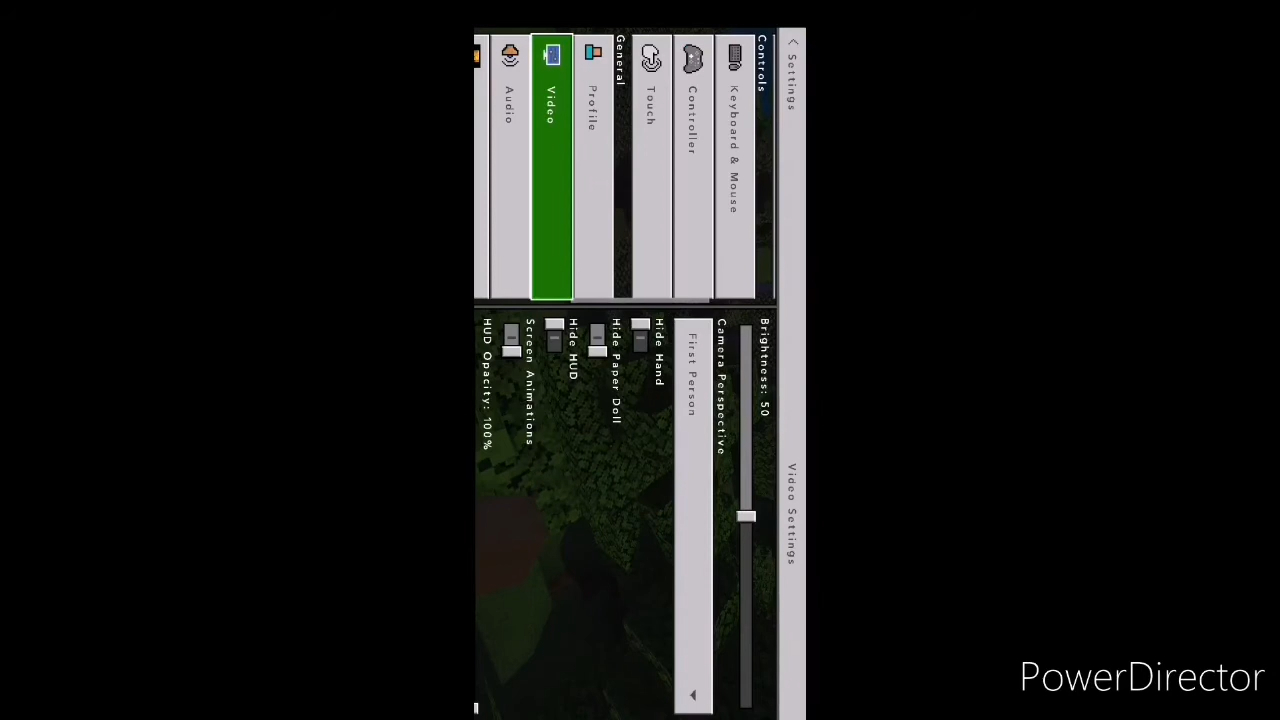 Settings
Video Settings
Controls
Keyboard & Mouse
Controller
Touch
General
Profile
Video
Audio
Brightness: 50
Camera Perspective
First Person
Hide Hand
Hide Paper Doll
Hide HUD
Screen Animations
HUD Opacity: 100%
PowerDirector